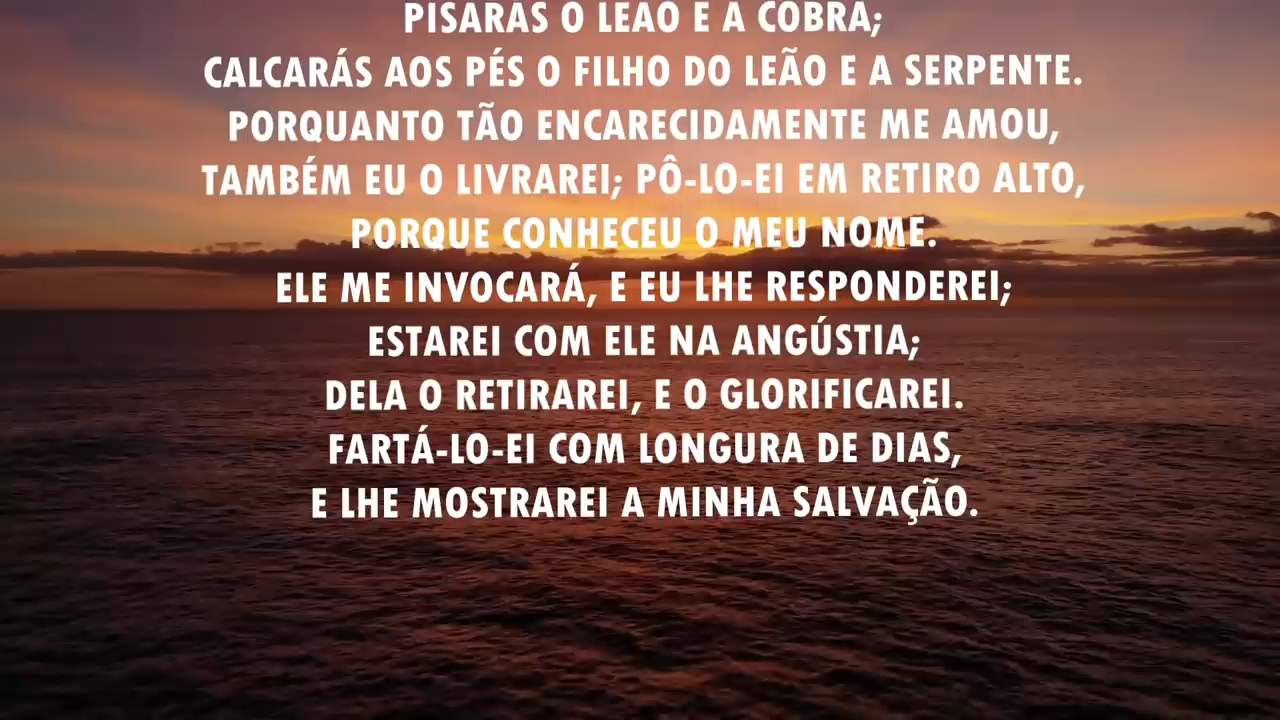 PISARÁS O LEÃO E A COBRA;
CALCARÁS AOS PÉS O FILHO DO LEÃO E A SERPENTE.
PORQUANTO TÃO ENCARECIDAMENTE ME AMOU,
TAMBÉM EU O LIVRAREI; PÔ-LO-EI EM RETIRO ALTO,
PORQUE CONHECEU O MEU NOME.
ELE ME INVOCARÁ, E EU LHE RESPONDEREI;
ESTAREI COM ELE NA ANGÚSTIA;
DELA O RETIRAREI, E O GLORIFICAREI.
FARTÁ-LO-EI COM LONGURA DE DIAS,
E LHE MOSTRAREI A MINHA SALVAÇÃO.